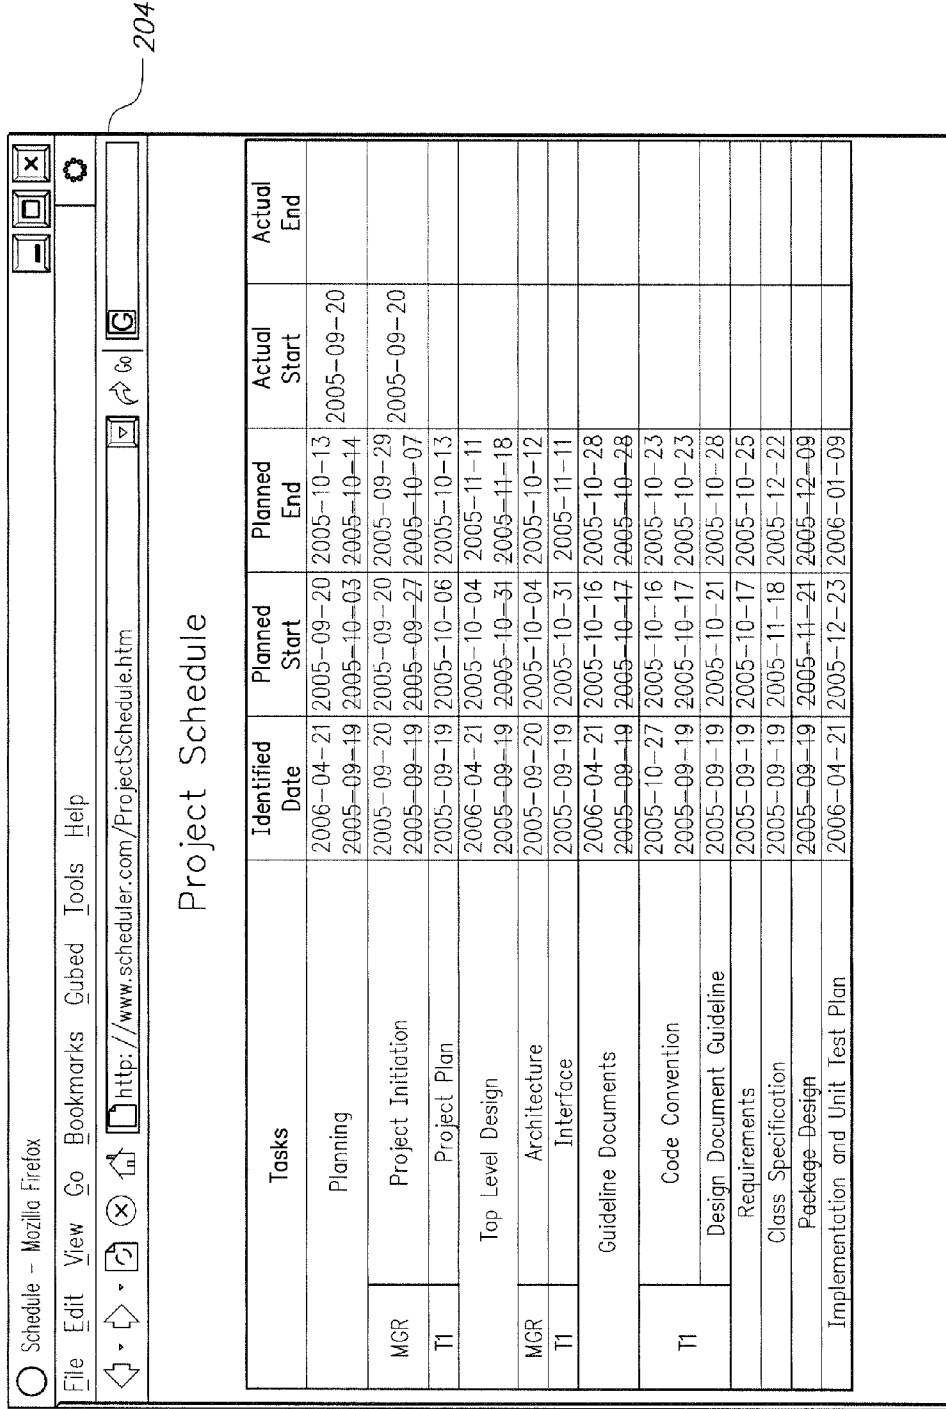 204
Schedule – Mozilla Firefox
File Edit View Go Bookmarks Gubed Tools Help
http://www.scheduler.com/ProjectSchedule.htm Go G
Project Schedule
Tasks Identified Date Planned Start Planned End Actual Start Actual End
Planning 2006-04-21 2005-09-20 2005-10-13 2005-09-20
2005-09-19 2005-10-03 2005-10-14
MGR Project Initiation 2005-09-20 2005-09-20 2005-09-29 2005-09-20
2005-09-19 2005-09-27 2005-10-07
T1 Project Plan 2005-09-19 2005-10-06 2005-10-13
Top Level Design 2006-04-21 2005-10-04 2005-11-11
2005-09-19 2005-10-31 2005-11-18
MGR Architecture 2005-09-20 2005-10-04 2005-10-12
T1 Interface 2005-09-19 2005-10-31 2005-11-11
Guideline Documents 2006-04-21 2005-10-16 2005-10-28
2005-09-19 2005-10-17 2005-10-28
T1 Code Convention 2005-10-27 2005-10-16 2005-10-23
2005-09-19 2005-10-17 2005-10-23
Design Document Guideline 2005-09-19 2005-10-21 2005-10-28
Requirements 2005-09-19 2005-10-17 2005-10-25
Class Specification 2005-09-19 2005-11-18 2005-12-22
Package Design 2005-09-19 2005-11-21 2005-12-09
Implementation and Unit Test Plan 2006-04-21 2005-12-23 2006-01-09